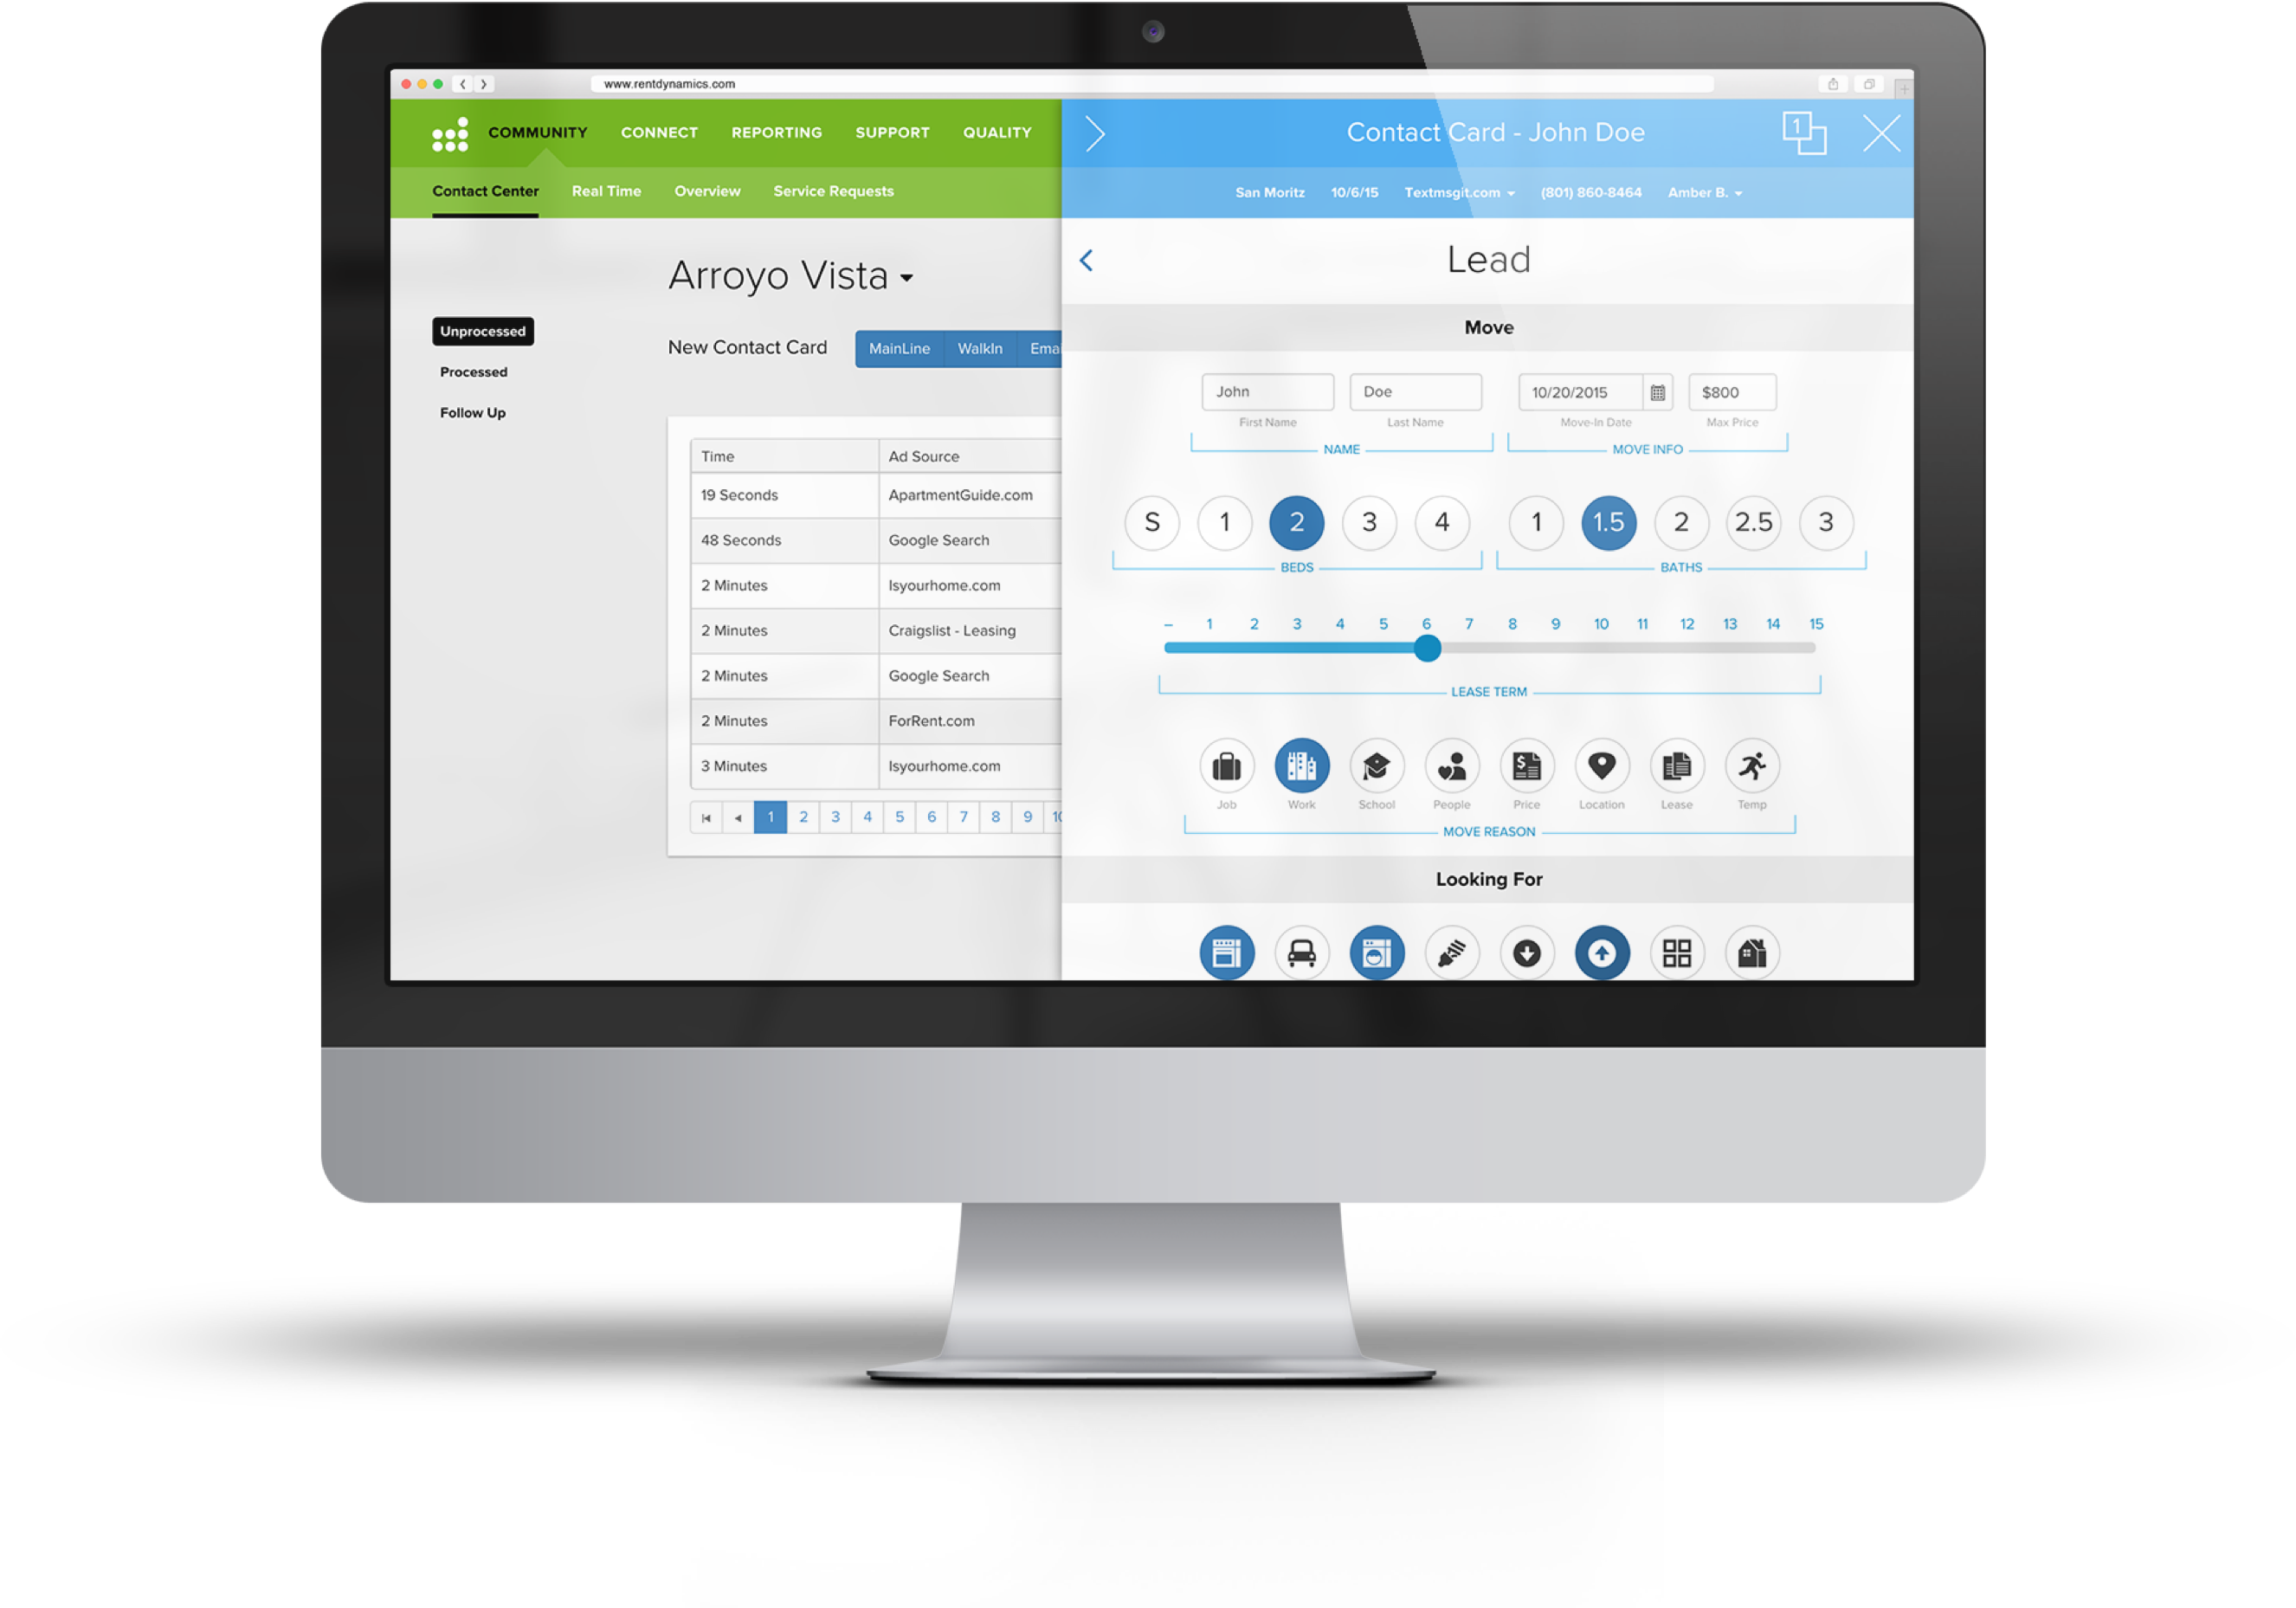 www.rentdynamics.com
COMMUNITY CONNECT REPORTING SUPPORT QUALITY
Contact Center Real Time Overview Service Requests
Arroyo Vista
Unprocessed
Processed
Follow Up
New Contact Card MainLine WalkIn Emai
Time Ad Source
19 Seconds ApartmentGuide.com
48 Seconds Google Search
2 Minutes Isyourhome.com
2 Minutes Craigslist - Leasing
2 Minutes Google Search
2 Minutes ForRent.com
3 Minutes Isyourhome.com
1 2 3 4 5 6 7 8 9 10
Contact Card - John Doe 1
San Moritz 10/6/15 Textmsgit.com (801) 860-8464 Amber B.
Lead
Move
John Doe 10/20/2015 $800
First Name Last Name Move-In Date Max Price
NAME MOVE INFO
S 1 2 3 4 1 1.5 2 2.5 3
BEDS BATHS
– 1 2 3 4 5 6 7 8 9 10 11 12 13 14 15
LEASE TERM
Job Work School People Price Location Lease Temp
MOVE REASON
Looking For